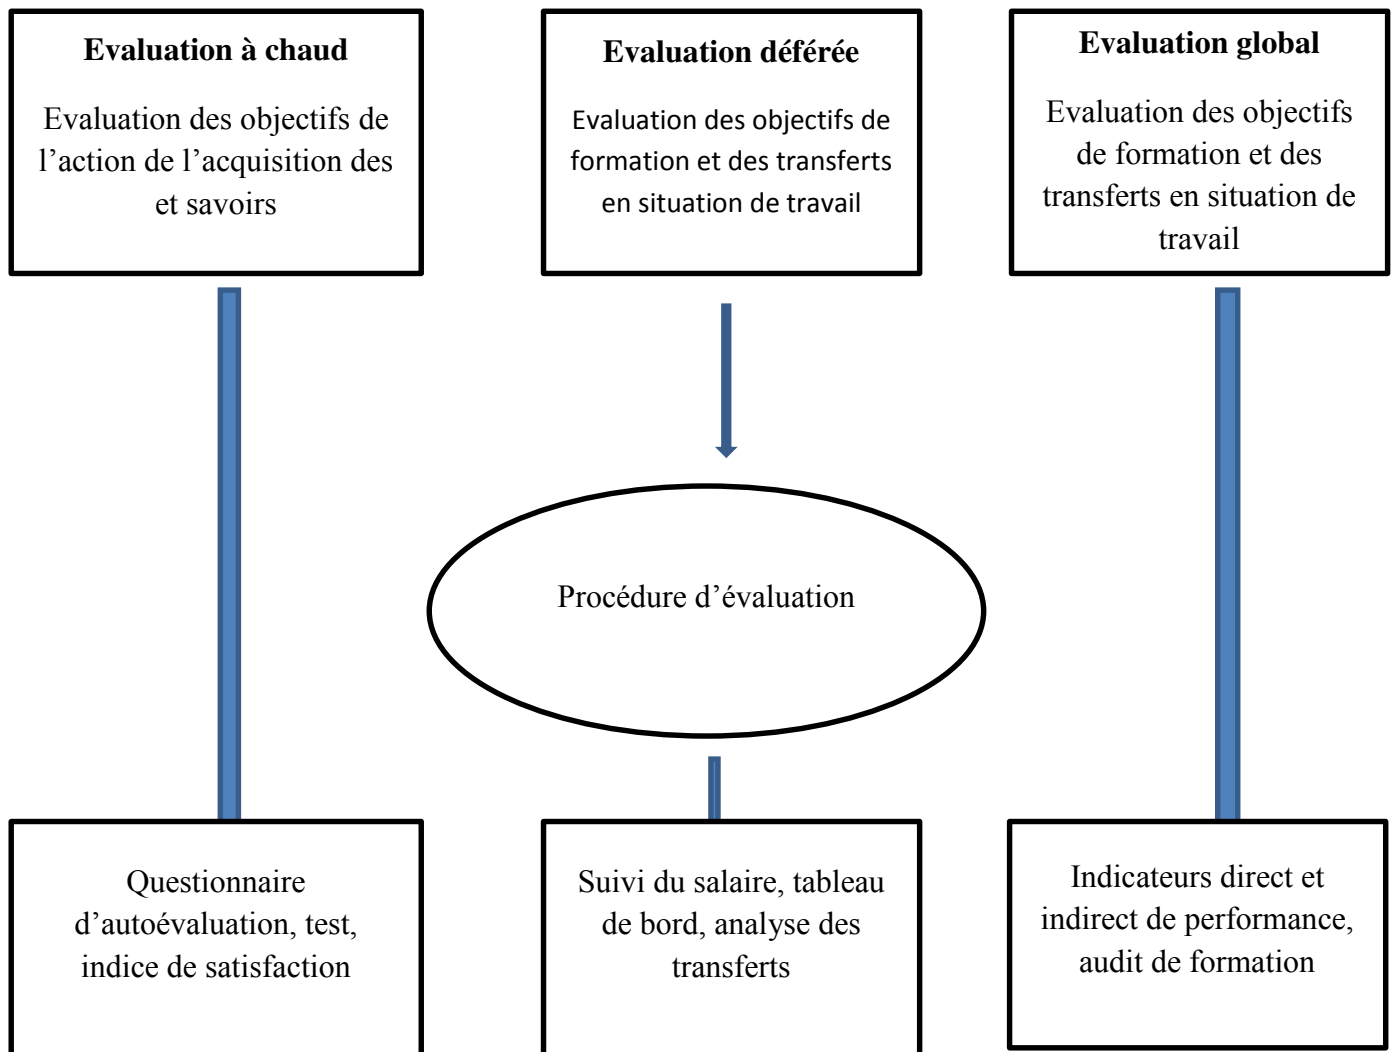 Evaluation à chaud
Evaluation des objectifs de
l’action de l’acquisition des
et savoirs
Evaluation déférée
Evaluation des objectifs de
formation et des transferts
en situation de travail
Evaluation global
Evaluation des objectifs
de formation et des
transferts en situation de
travail
Procédure d’évaluation
Questionnaire
d’autoévaluation, test,
indice de satisfaction
Suivi du salaire, tableau
de bord, analyse des
transferts
Indicateurs direct et
indirect de performance,
audit de formation